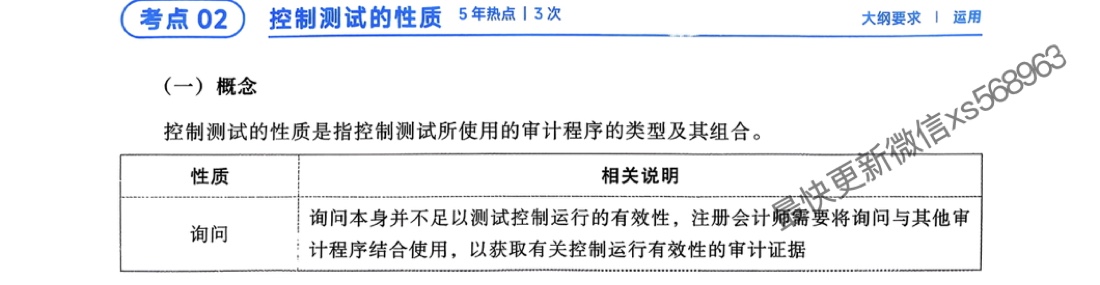 考点 02 控制测试的性质 5年热点 | 3次 大纲要求 | 运用
(一) 概念
控制测试的性质是指控制测试所使用的审计程序的类型及其组合。
性质 相关说明
询问本身并不足以测试控制运行的有效性，注册会计师需要将询问与其他审
询问
计程序结合使用，以获取有关控制运行有效性的审计证据
最快更新微信xs568963